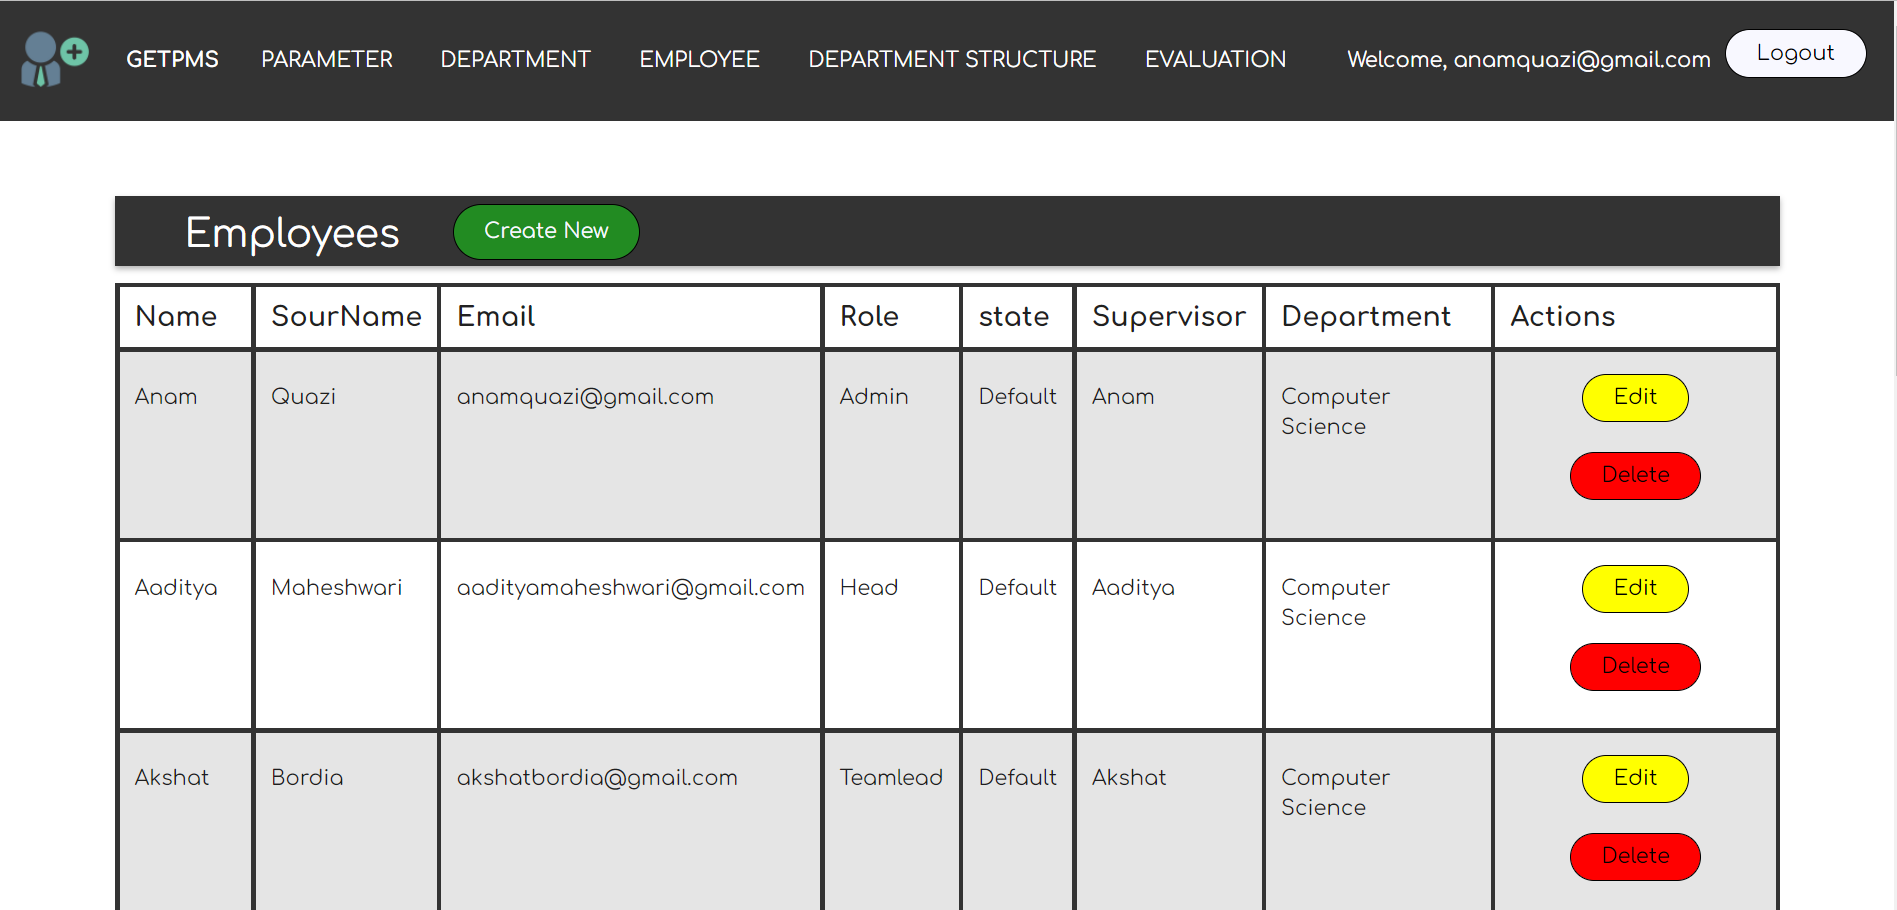 GETPMS PARAMETER DEPARTMENT EMPLOYEE DEPARTMENT STRUCTURE EVALUATION Welcome, anamquazi@gmail.com Logout
Employees Create New
Name SourName Email Role state Supervisor Department Actions
Anam Quazi anamquazi@gmail.com Admin Default Anam Computer Edit
Science
Delete
Aaditya Maheshwari aadityamaheshwari@gmail.com Head Default Aaditya Computer Edit
Science
Delete
Akshat Bordia akshatbordia@gmail.com Teamlead Default Akshat Computer Edit
Science
Delete